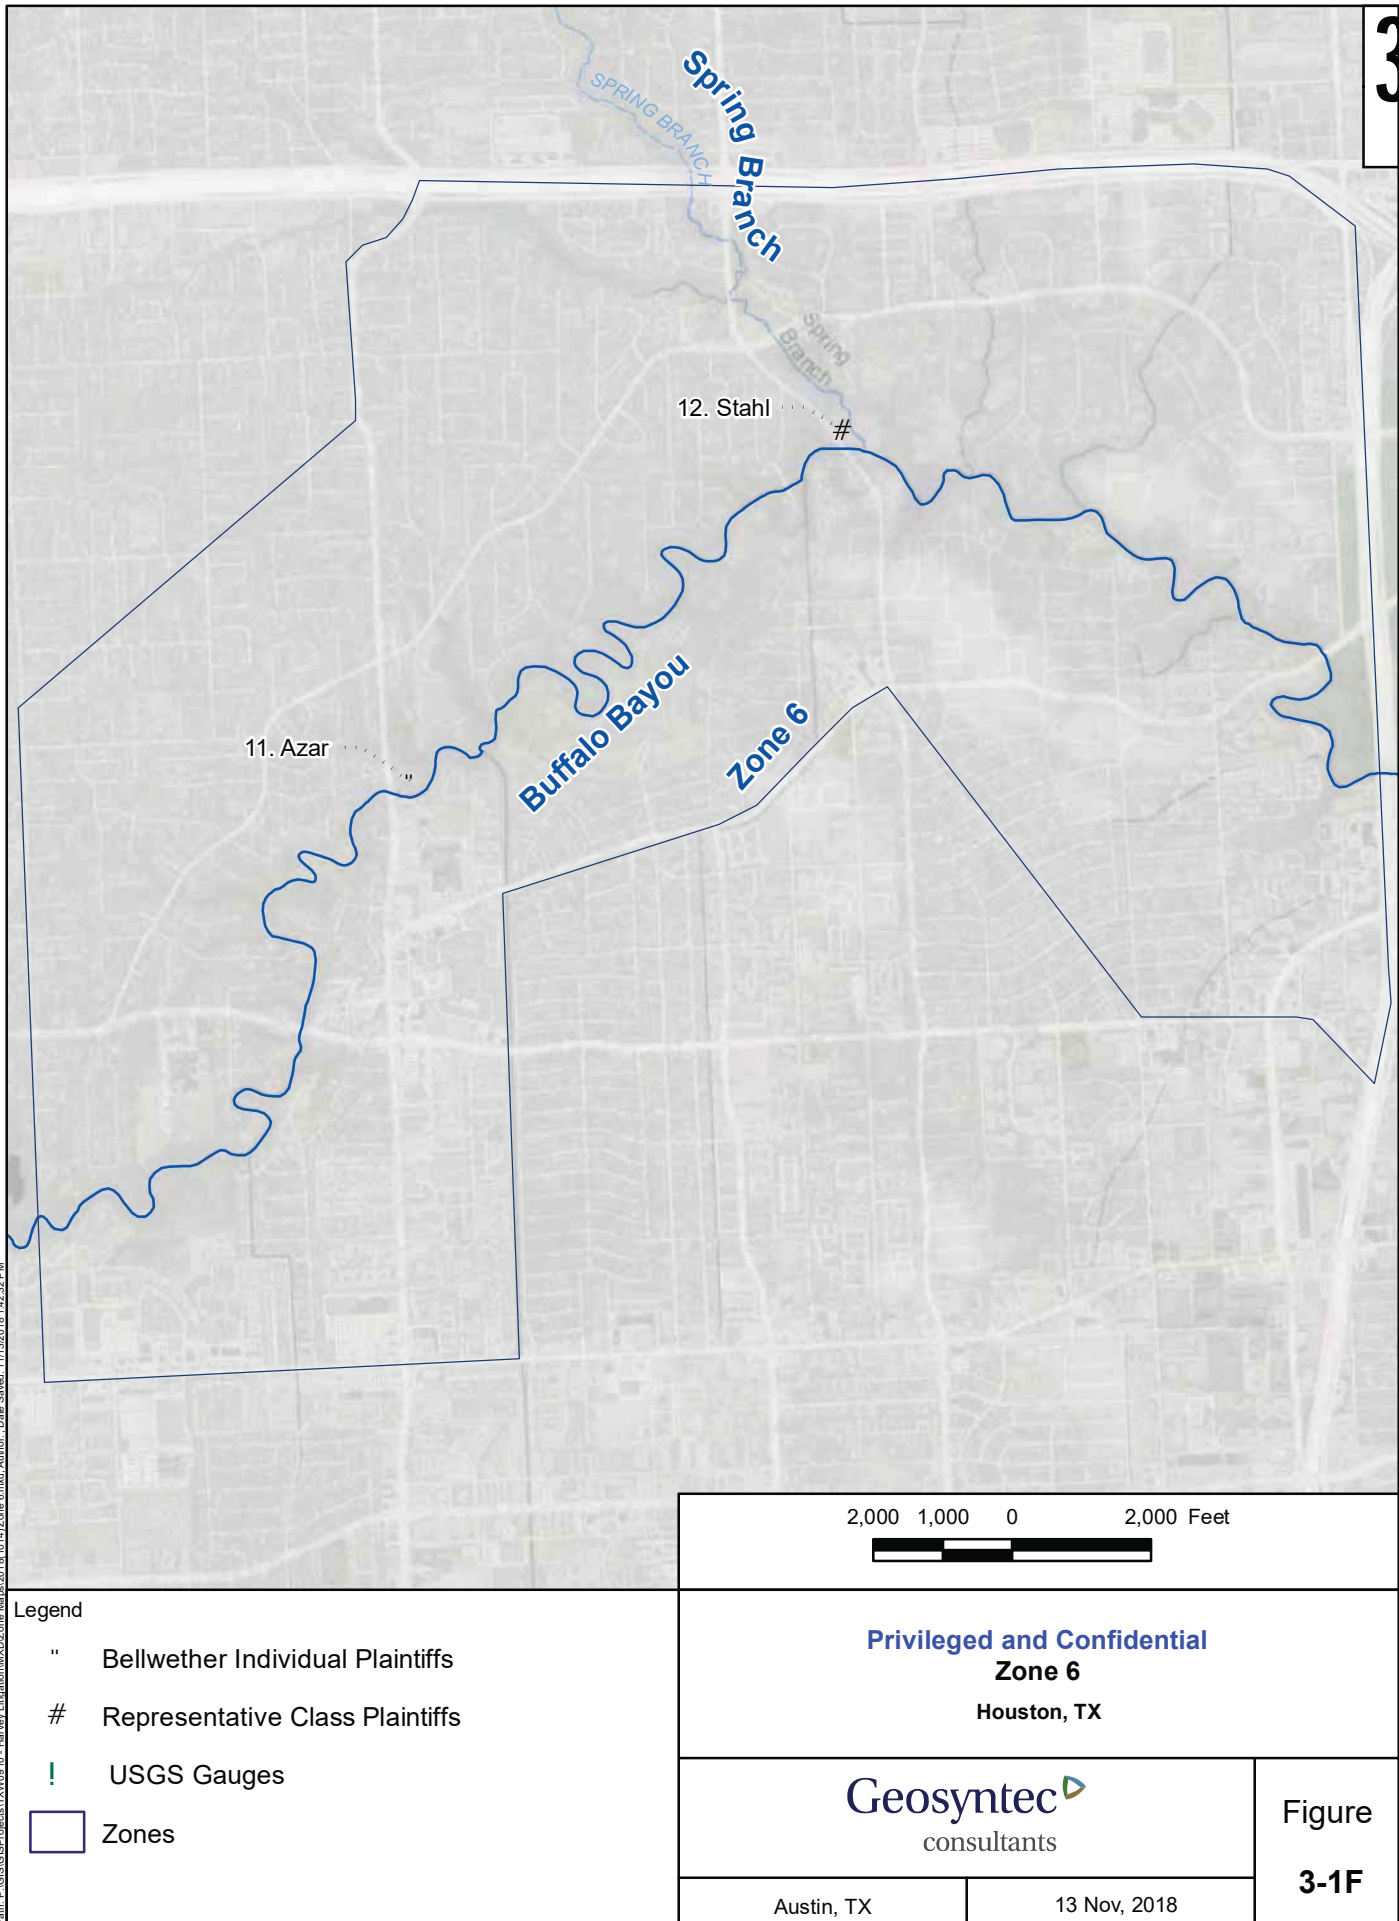 3
Spring Branch
SPRING BRANCH
Spring
Branch
12. Stahl
#
11. Azar
"
Buffalo Bayou
Zone 6
2,000 1,000 0 2,000 Feet
Legend
" Bellwether Individual Plaintiffs
# Representative Class Plaintiffs
! USGS Gauges
Zones
Privileged and Confidential
Zone 6
Houston, TX
Geosyntec
consultants
Figure
3-1F
Austin, TX
13 Nov, 2018